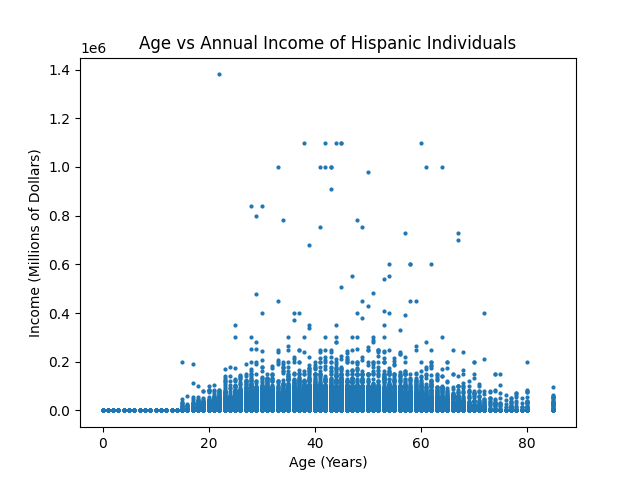 Age vs Annual Income of Hispanic Individuals
1e6
1.4
1.2
1.0
0.8
0.6
0.4
0.2
0.0
Income (Millions of Dollars)
0 20 40 60 80
Age (Years)